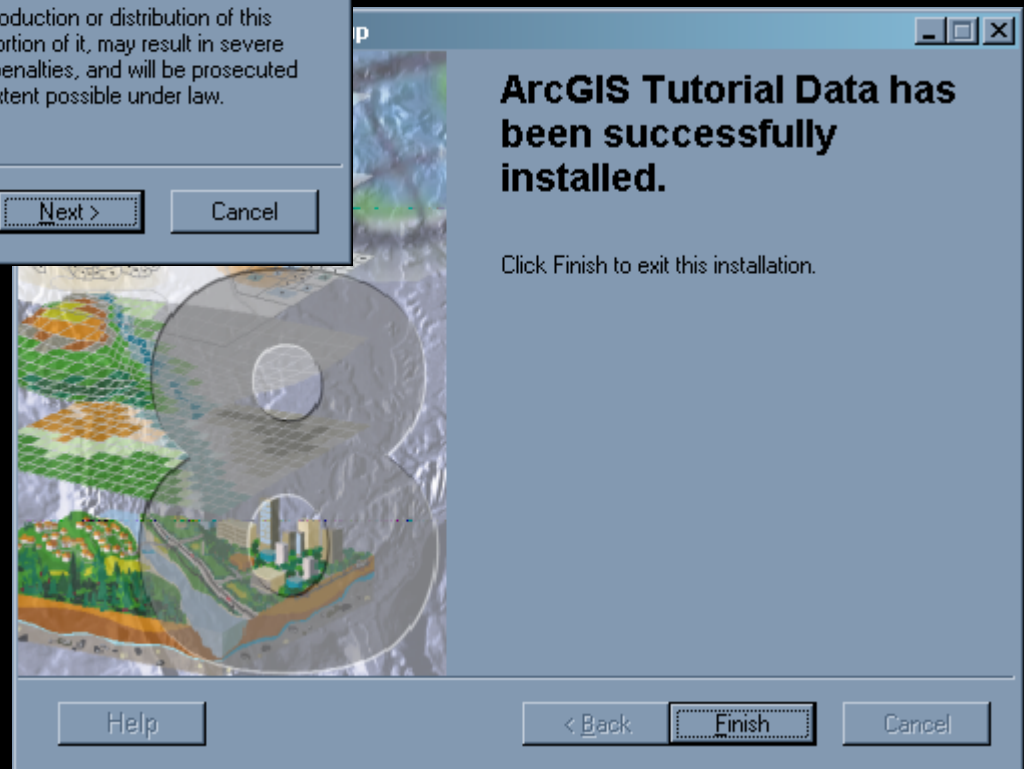 oduction or distribution of this
ortion of it, may result in severe
enalties, and will be prosecuted
xtent possible under law.
Next >
Cancel
p
ArcGIS Tutorial Data has
been successfully
installed.
Click Finish to exit this installation.
8
Help
< Back
Finish
Cancel